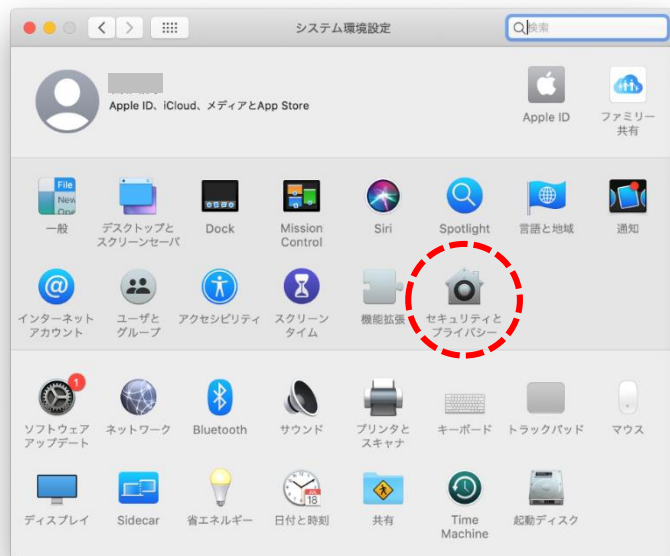 システム環境設定
検索
Apple ID、iCloud、メディアとApp Store
Apple ID
ファミリー
共有
File
New
Ope
一般
デスクトップと
スクリーンセーバ
Dock
Mission
Control
Siri
Spotlight
言語と地域
通知
インターネット
アカウント
ユーザと
グループ
アクセシビリティ
スクリーン
タイム
機能拡張
セキュリティと
プライバシー
1
ソフトウェア
アップデート
ネットワーク
Bluetooth
サウンド
プリンタと
スキャナ
キーボード
トラックパッド
マウス
ディスプレイ
Sidecar
省エネルギー
JUL
18
日付と時刻
共有
Time
Machine
起動ディスク